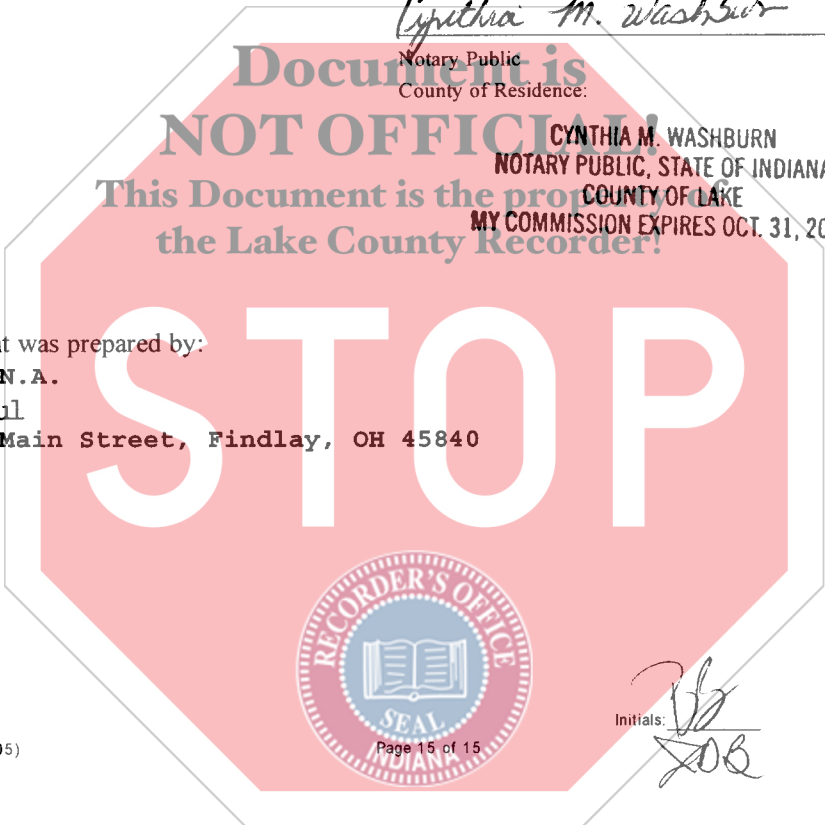 Cynthia M. Washburn
Notary Public
County of Residence:
Document is
NOT OFFICIAL!
This Document is the property of
the Lake County Recorder!
CYNTHIA M. WASHBURN
NOTARY PUBLIC, STATE OF INDIANA
COUNTY OF LAKE
MY COMMISSION EXPIRES OCT. 31, 20
t was prepared by:
N.A.
ul
Main Street, Findlay, OH 45840
STOP
RECORDER'S OFFICE
SEAL
INDIANA
Initials:
05)
Page 15 of 15